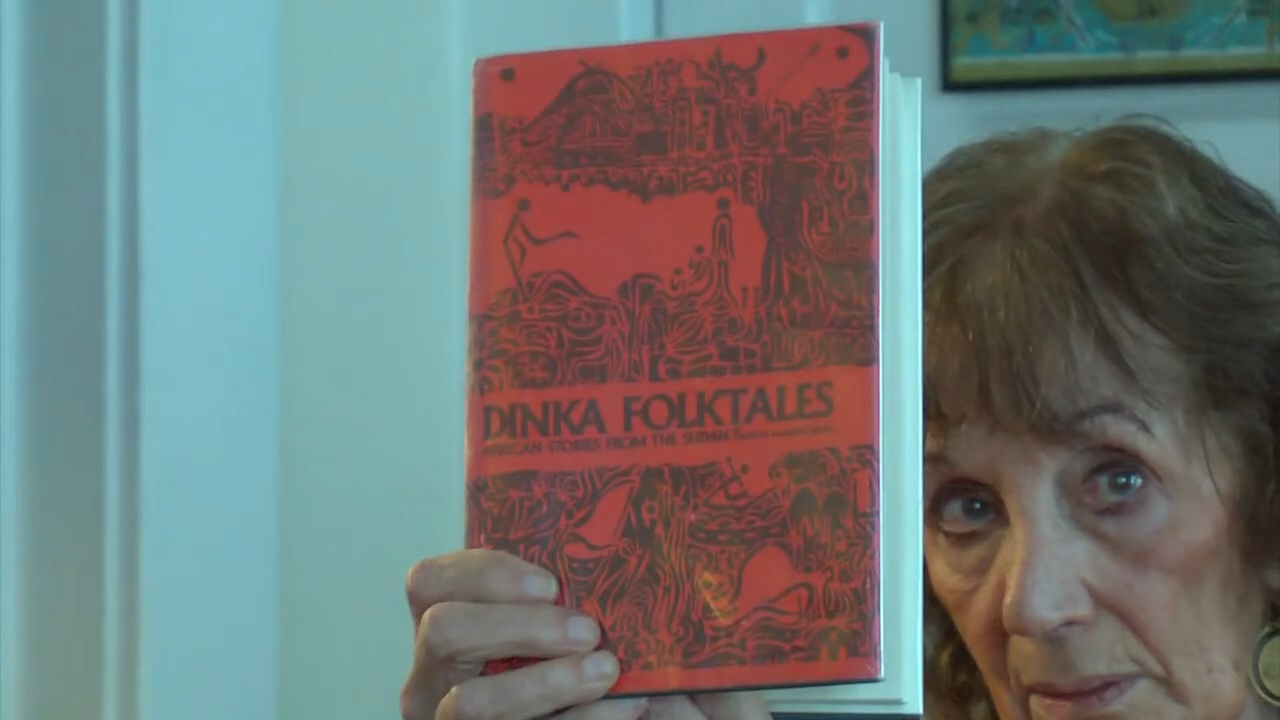 DINKA FOLKTALES
AFRICAN STORIES FROM THE SUDAN